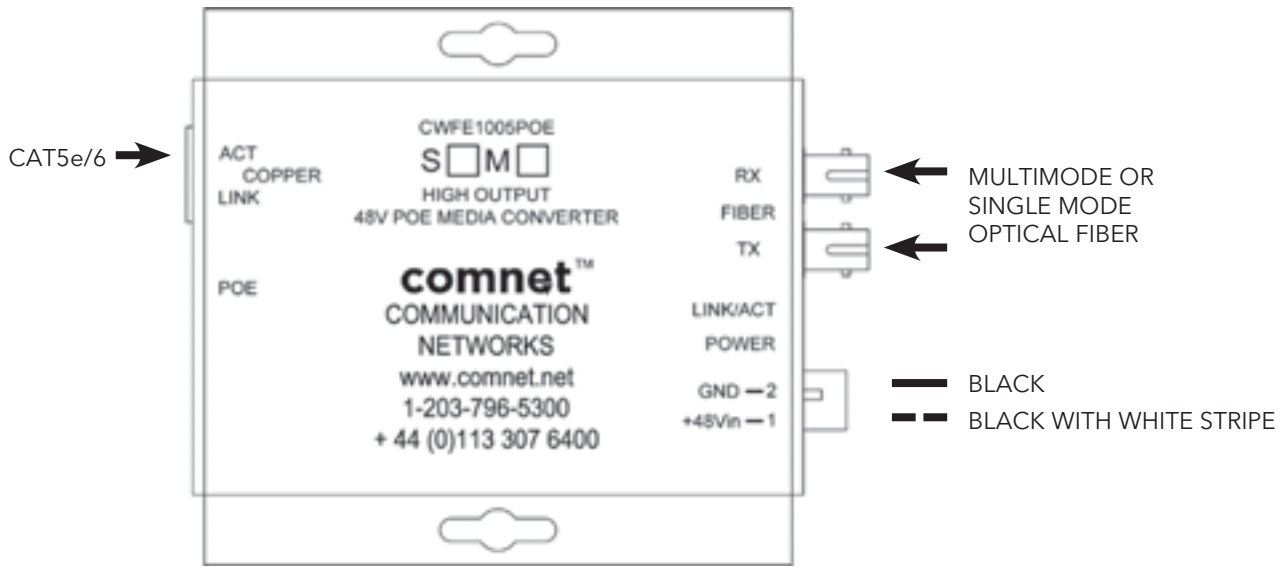 CAT5e/6
ACT
COPPER
LINK
POE
CWFE1005POE
S M
HIGH OUTPUT
48V POE MEDIA CONVERTER
comnet™
COMMUNICATION
NETWORKS
www.comnet.net
1-203-796-5300
+ 44 (0)113 307 6400
RX
FIBER
TX
LINK/ACT
POWER
GND — 2
+48Vin — 1
MULTIMODE OR
SINGLE MODE
OPTICAL FIBER
BLACK
BLACK WITH WHITE STRIPE